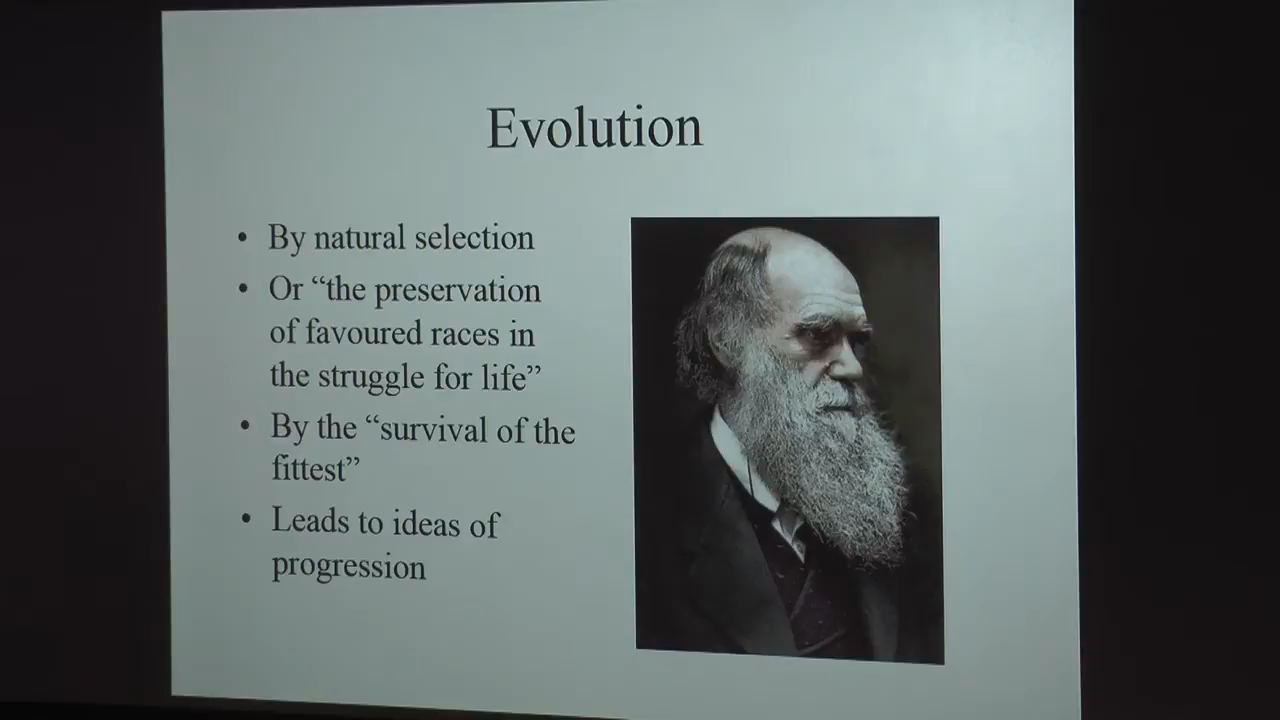 Evolution
• By natural selection
• Or “the preservation
of favoured races in
the struggle for life”
• By the “survival of the
fittest”
• Leads to ideas of
progression